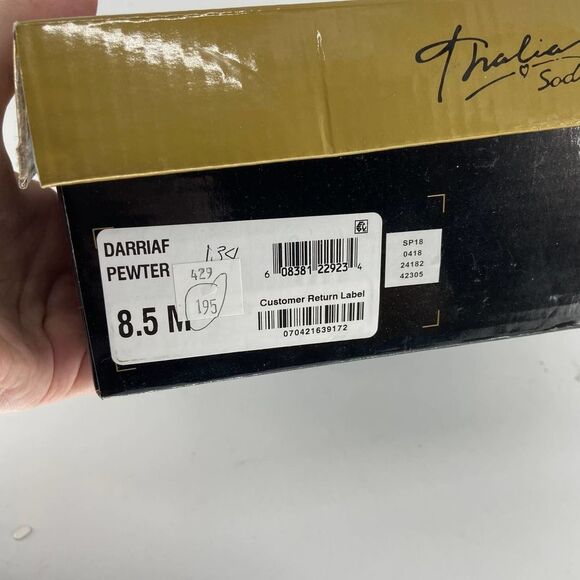 Thalia
Sod
DARRIAF
PEWTER
429
195
8.5 M
6 08381 22923 4
Customer Return Label
070421639172
SP18
0418
24182
42305